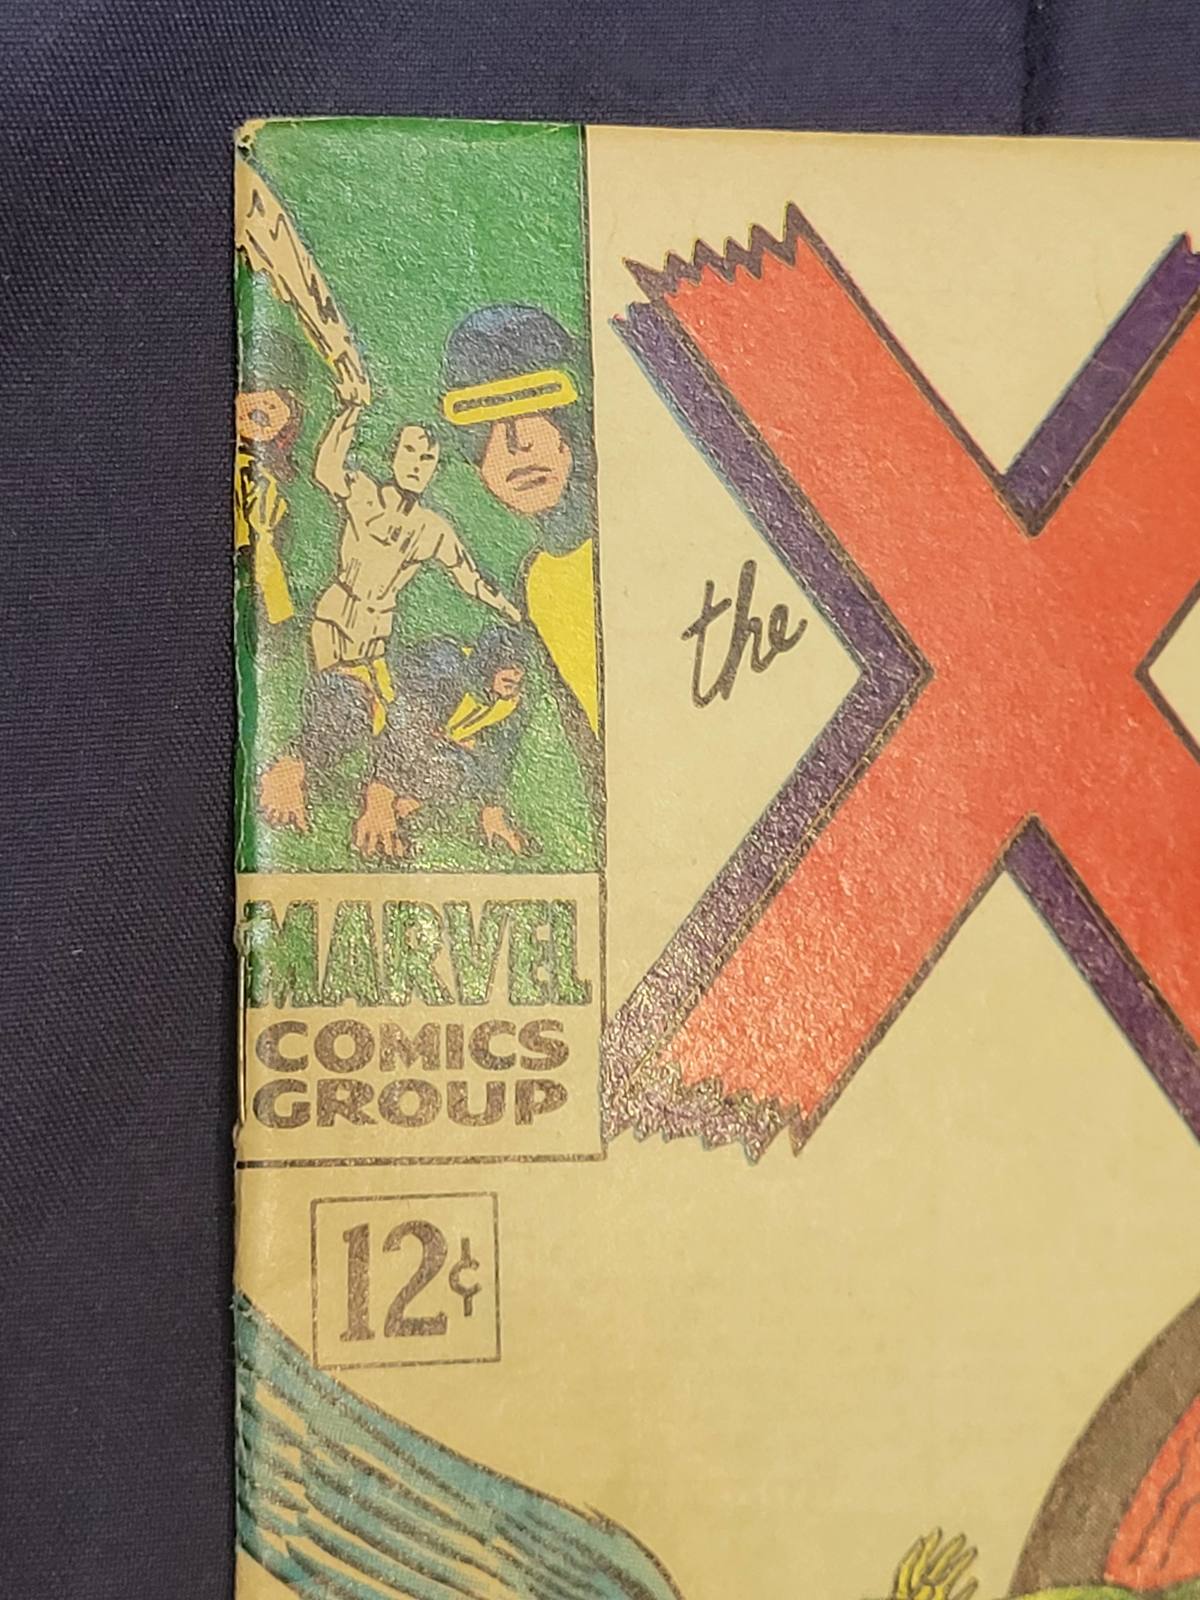 the X
MARVEL
COMICS
GROUP
12¢